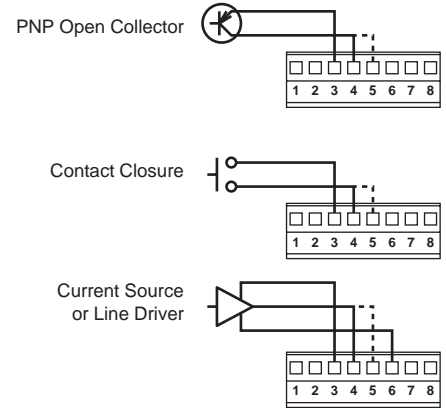 PNP Open Collector
1 2 3 4 5 6 7 8
Contact Closure
1 2 3 4 5 6 7 8
Current Source
or Line Driver
1 2 3 4 5 6 7 8